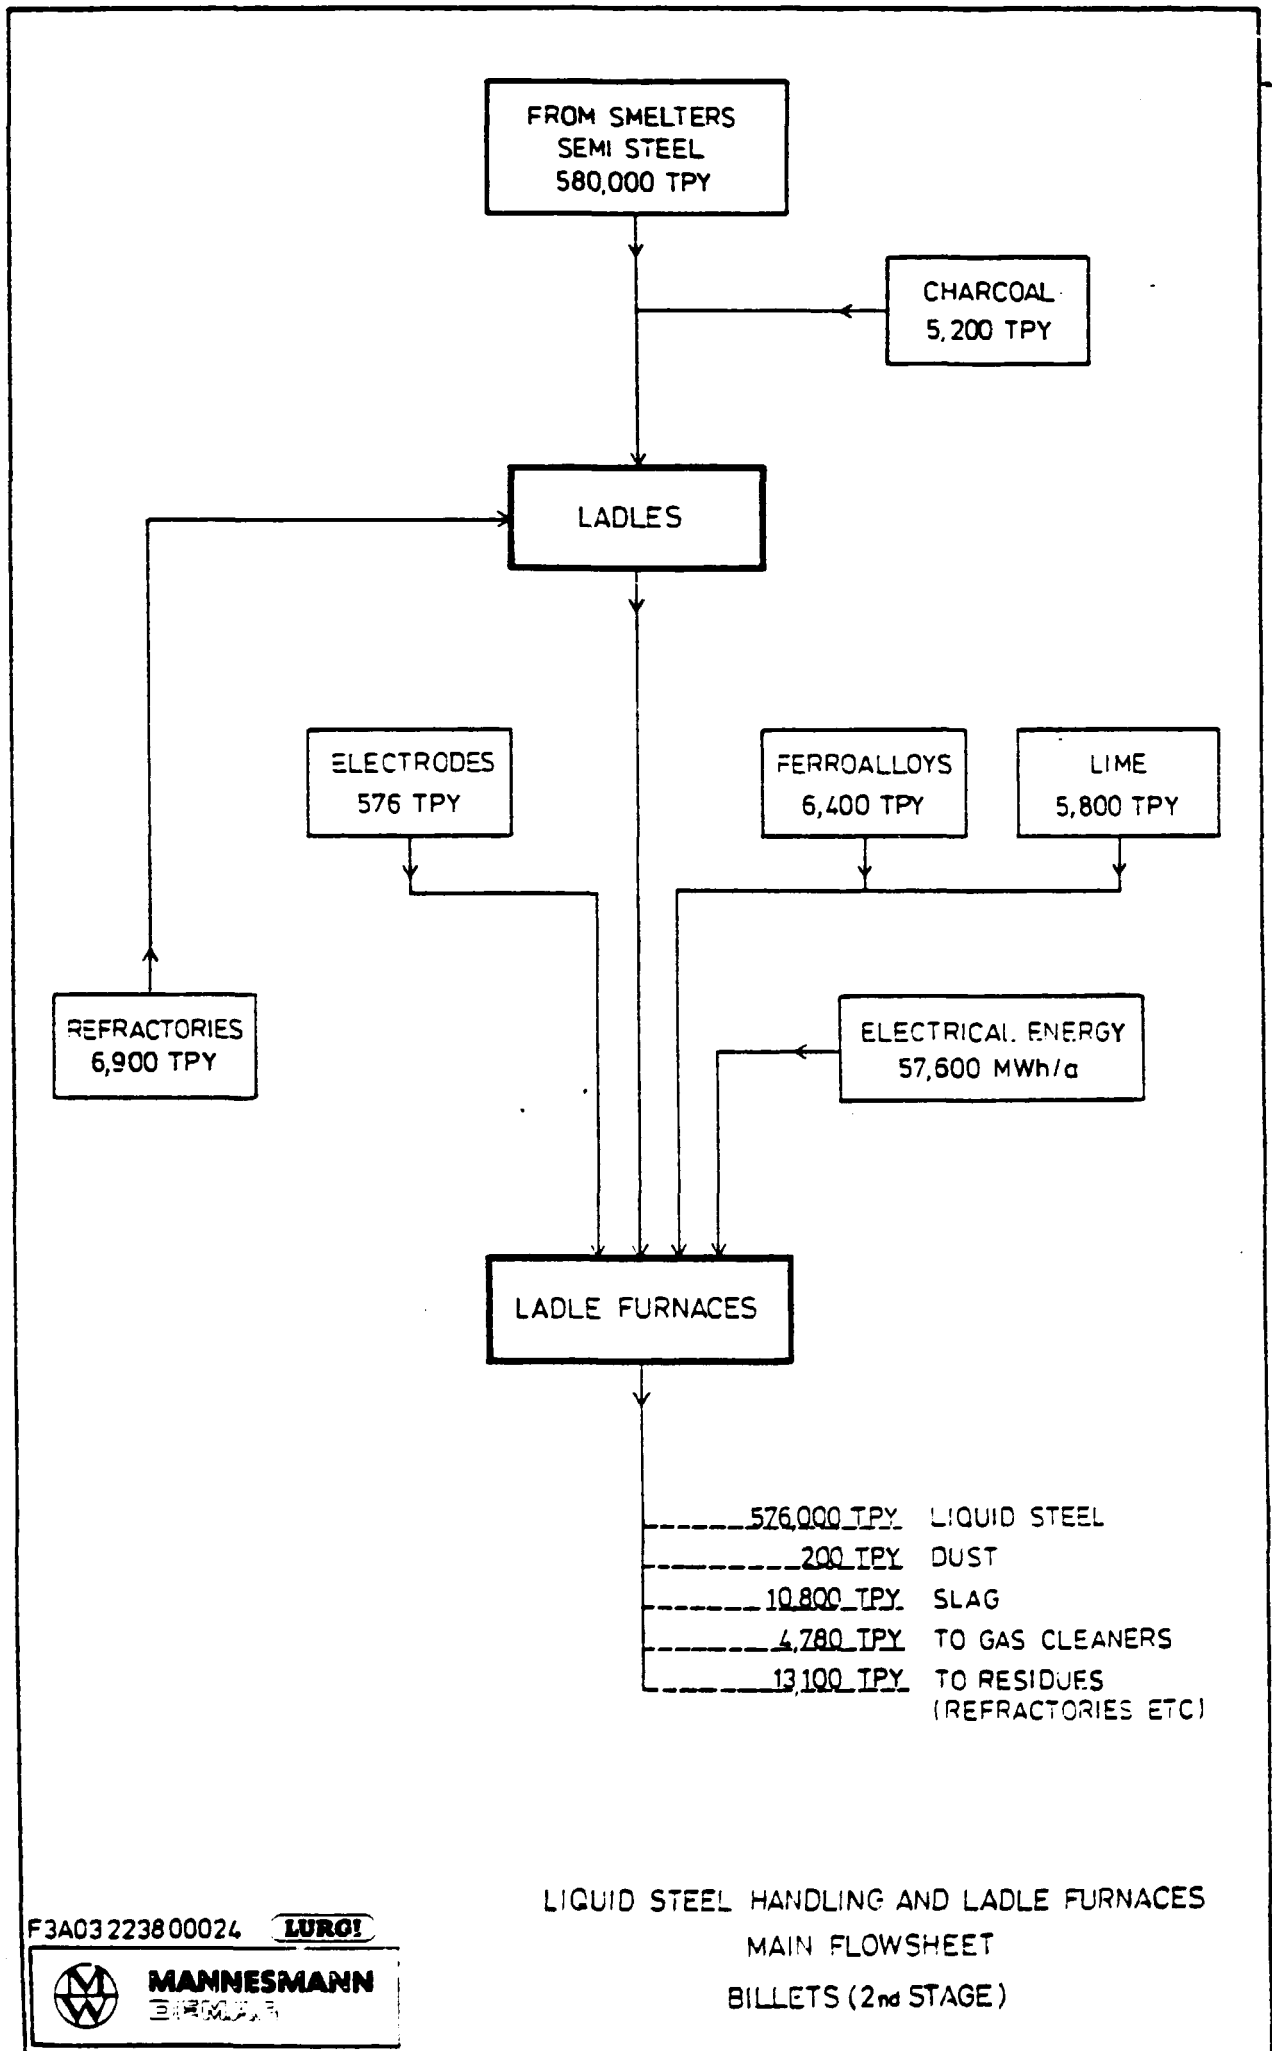 FROM SMELTERS
SEMI STEEL
580,000 TPY
CHARCOAL
5,200 TPY
LADLES
ELECTRODES
576 TPY
FERROALLOYS
6,400 TPY
LIME
5,800 TPY
REFRACTORIES
6,900 TPY
ELECTRICAL ENERGY
57,600 MWh/a
LADLE FURNACES
576,000 TPY LIQUID STEEL
200 TPY DUST
10,800 TPY SLAG
4,780 TPY TO GAS CLEANERS
13,100 TPY TO RESIDUES
(REFRACTORIES ETC)
LIQUID STEEL HANDLING AND LADLE FURNACES
MAIN FLOWSHEET
BILLETS (2nd STAGE)
F3A03223800024 LURGI
MW MANNESMANN
DEMAG